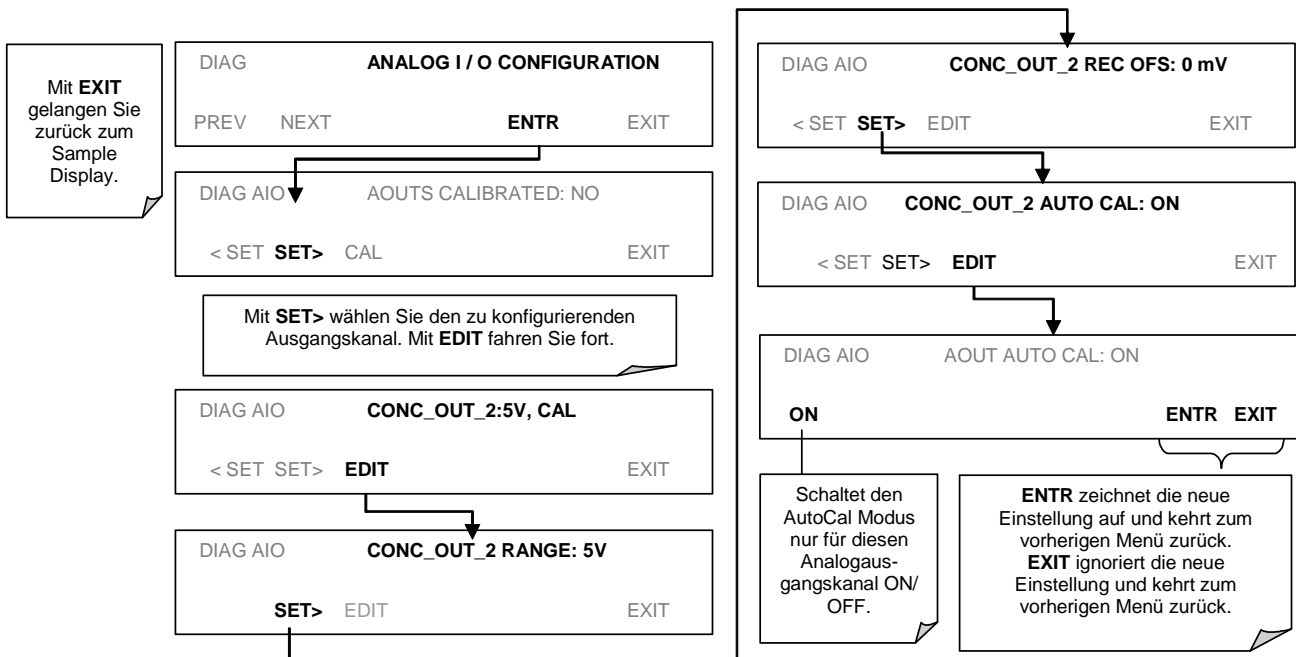 Mit EXIT
gelangen Sie
zurück zum
Sample
Display.
DIAG ANALOG I / O CONFIGURATION
PREV NEXT ENTR EXIT
DIAG AIO AOUTS CALIBRATED: NO
< SET SET> CAL EXIT
Mit SET> wählen Sie den zu konfigurierenden
Ausgangskanal. Mit EDIT fahren Sie fort.
DIAG AIO CONC_OUT_2:5V, CAL
< SET SET> EDIT EXIT
DIAG AIO CONC_OUT_2 RANGE: 5V
SET> EDIT EXIT
DIAG AIO CONC_OUT_2 REC OFS: 0 mV
< SET SET> EDIT EXIT
DIAG AIO CONC_OUT_2 AUTO CAL: ON
< SET SET> EDIT EXIT
DIAG AIO AOUT AUTO CAL: ON
ON ENTR EXIT
Schaltet den
AutoCal Modus
nur für diesen
Analogaus-
gangskanal ON/
OFF.
ENTR zeichnet die neue
Einstellung auf und kehrt zum
vorherigen Menü zurück.
EXIT ignoriert die neue
Einstellung und kehrt zum
vorherigen Menü zurück.